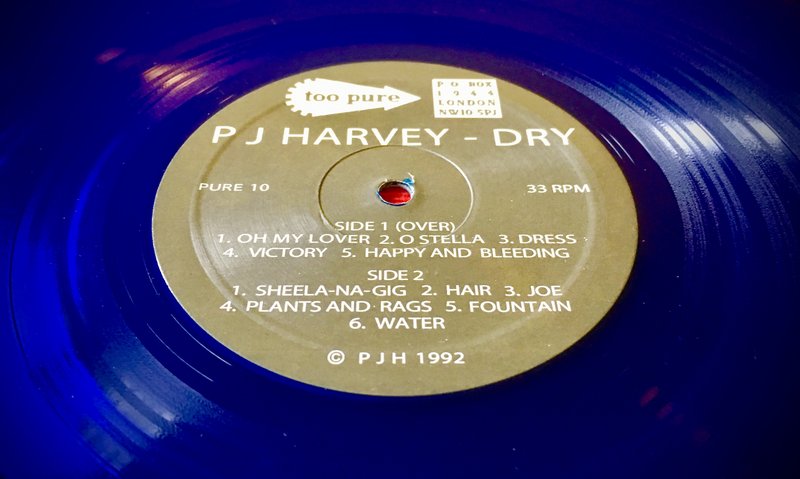 too pure
P O BOX
1 9 4 4
LONDON
NW10 5PJ
P J HARVEY - DRY
PURE 10
33 RPM
SIDE 1 (OVER)
1. OH MY LOVER 2. O STELLA 3. DRESS
4. VICTORY 5. HAPPY AND BLEEDING
SIDE 2
1. SHEELA-NA-GIG 2. HAIR 3. JOE
4. PLANTS AND RAGS 5. FOUNTAIN
6. WATER
© P J H 1992